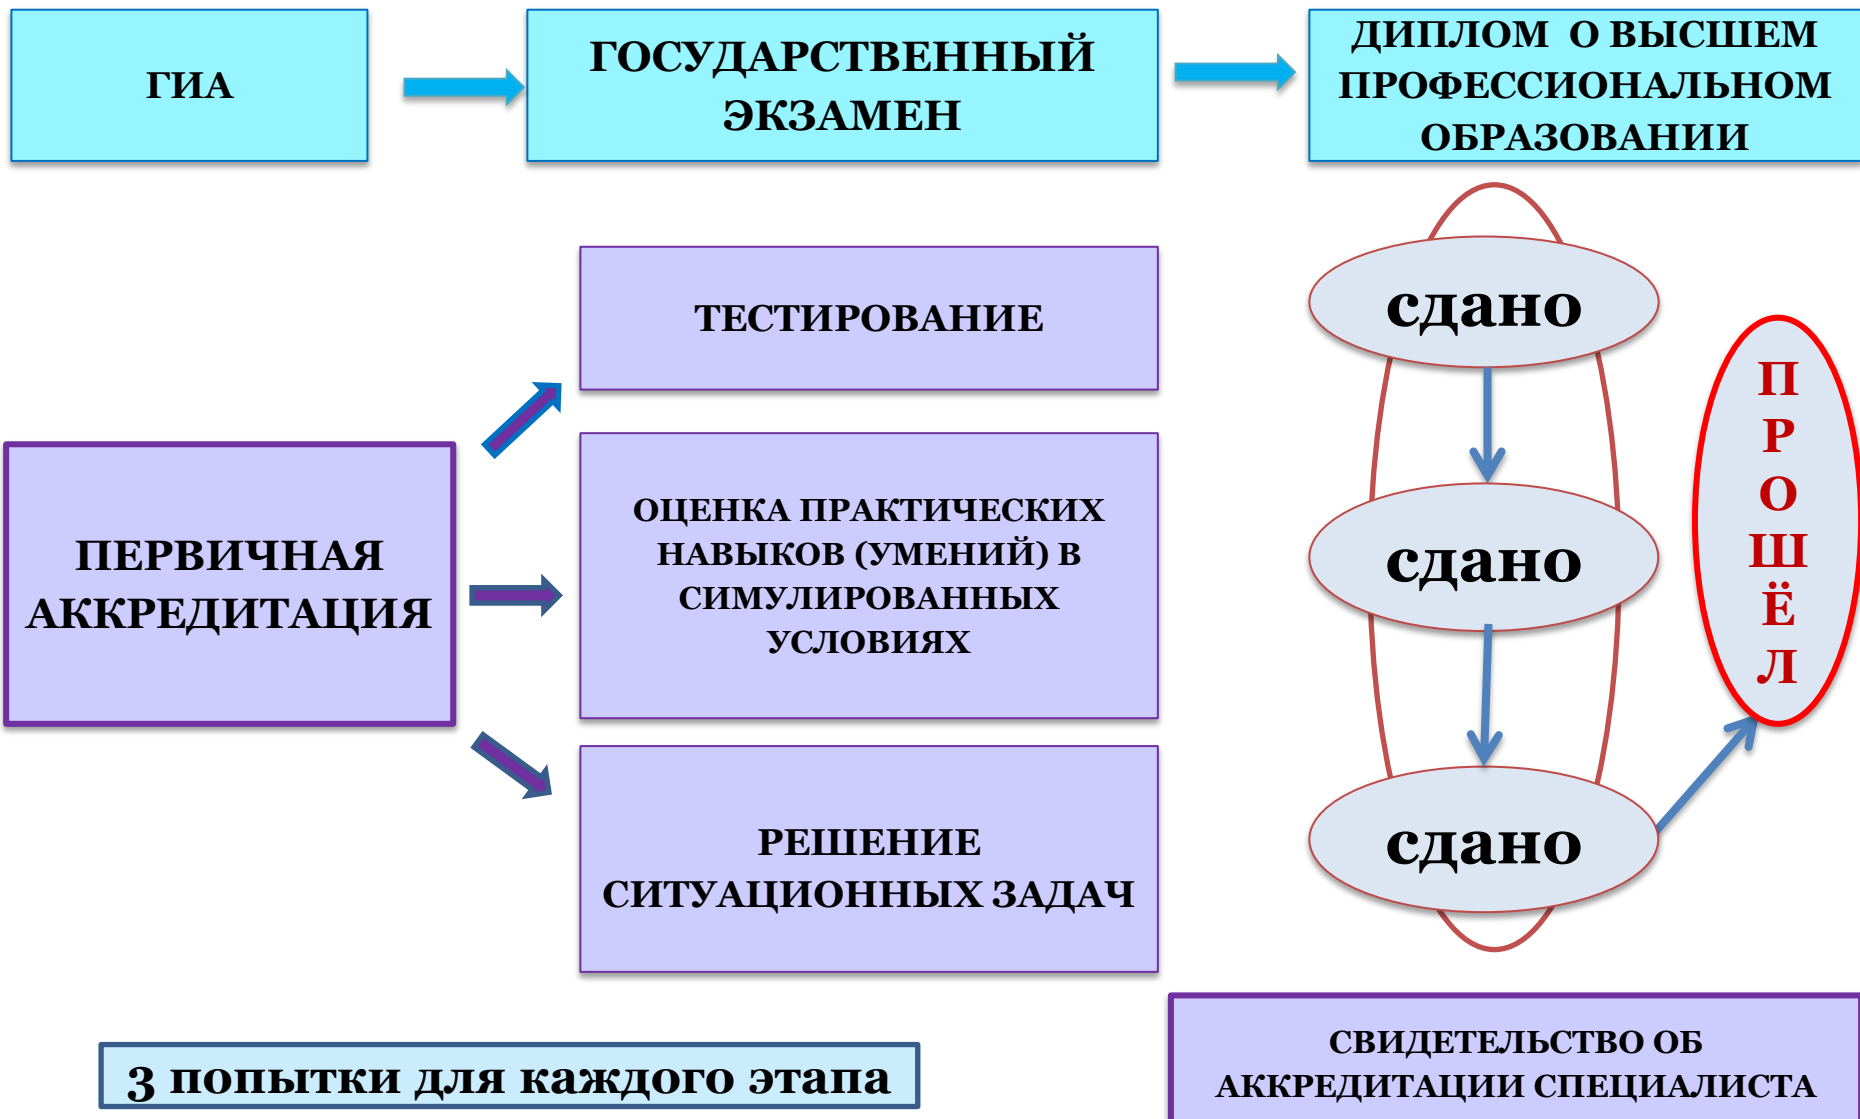 ГИА
ГОСУДАРСТВЕННЫЙ
ЭКЗАМЕН
ДИПЛОМ О ВЫСШЕМ
ПРОФЕССИОНАЛЬНОМ
ОБРАЗОВАНИИ
ПЕРВИЧНАЯ
АККРЕДИТАЦИЯ
ТЕСТИРОВАНИЕ
ОЦЕНКА ПРАКТИЧЕСКИХ
НАВЫКОВ (УМЕНИЙ) В
СИМУЛИРОВАННЫХ
УСЛОВИЯХ
РЕШЕНИЕ
СИТУАЦИОННЫХ ЗАДАЧ
сдано
сдано
сдано
П
Р
О
Ш
Ё
Л
3 попытки для каждого этапа
СВИДЕТЕЛЬСТВО ОБ
АККРЕДИТАЦИИ СПЕЦИАЛИСТА